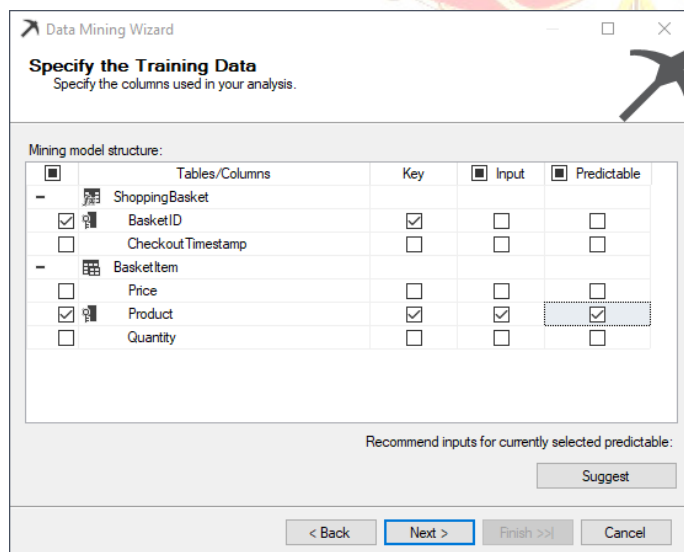 Data Mining Wizard
Specify the Training Data
Specify the columns used in your analysis.
Mining model structure:
Tables/Columns Key Input Predictable
ShoppingBasket
BasketID
CheckoutTimestamp
BasketItem
Price
Product
Quantity
Recommend inputs for currently selected predictable:
Suggest
< Back Next > Finish >>| Cancel